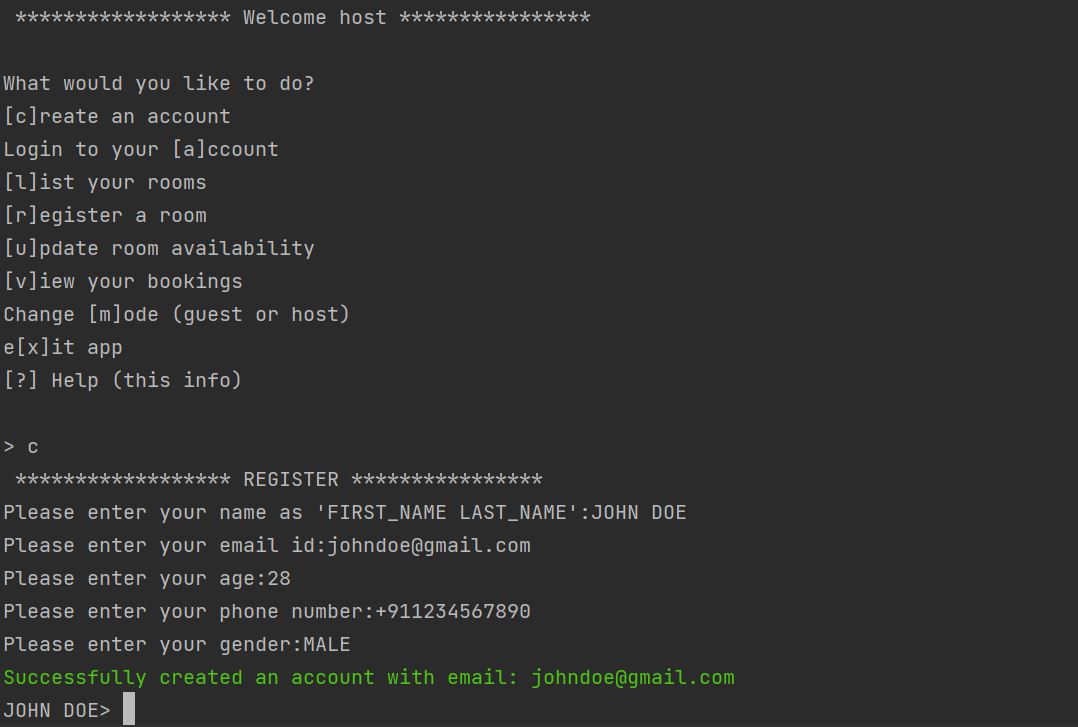 ****************** Welcome host ****************
What would you like to do?
[c]reate an account
Login to your [a]ccount
[l]ist your rooms
[r]egister a room
[u]pdate room availability
[v]iew your bookings
Change [m]ode (guest or host)
e[x]it app
[?] Help (this info)
> c
****************** REGISTER ****************
Please enter your name as 'FIRST_NAME LAST_NAME':JOHN DOE
Please enter your email id:johndoe@gmail.com
Please enter your age:28
Please enter your phone number:+911234567890
Please enter your gender:MALE
Successfully created an account with email: johndoe@gmail.com
JOHN DOE>